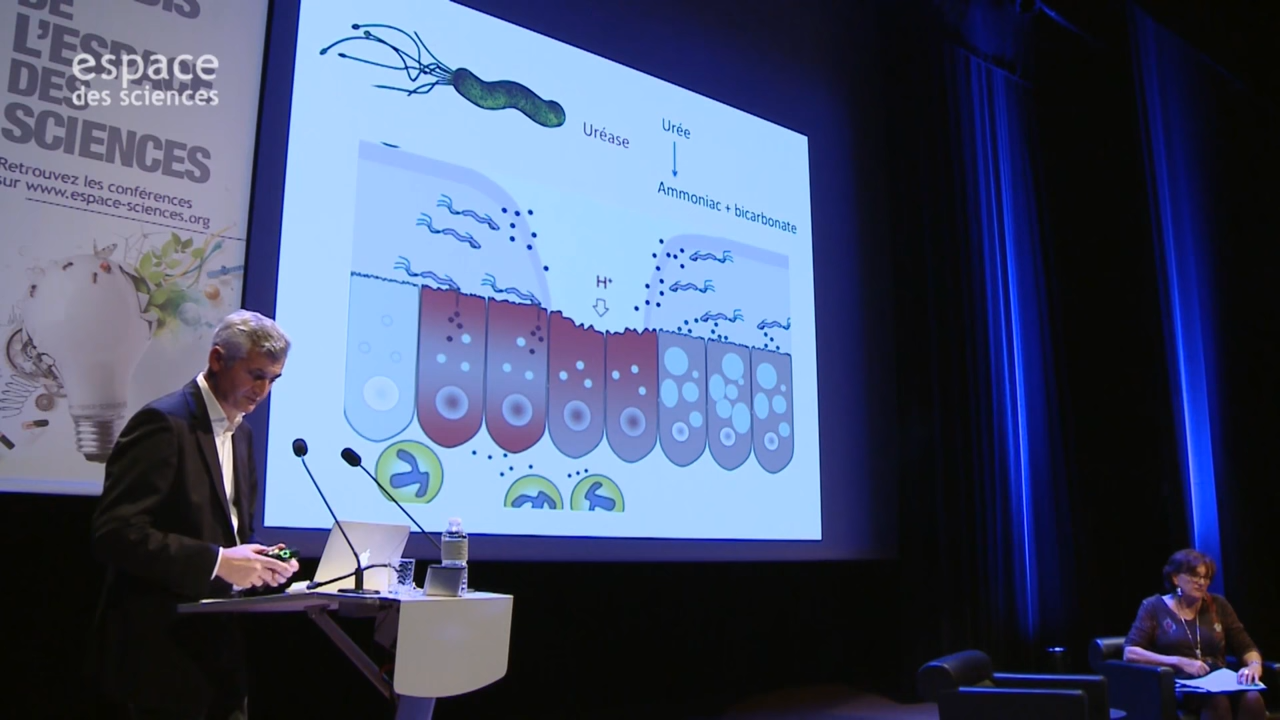 DE
L'ESPACE
DES
SCIENCES
espace
des sciences
Retrouvez les conférences
sur www.espace-sciences.org
Uréase
Urée
Ammoniac + bicarbonate
H+